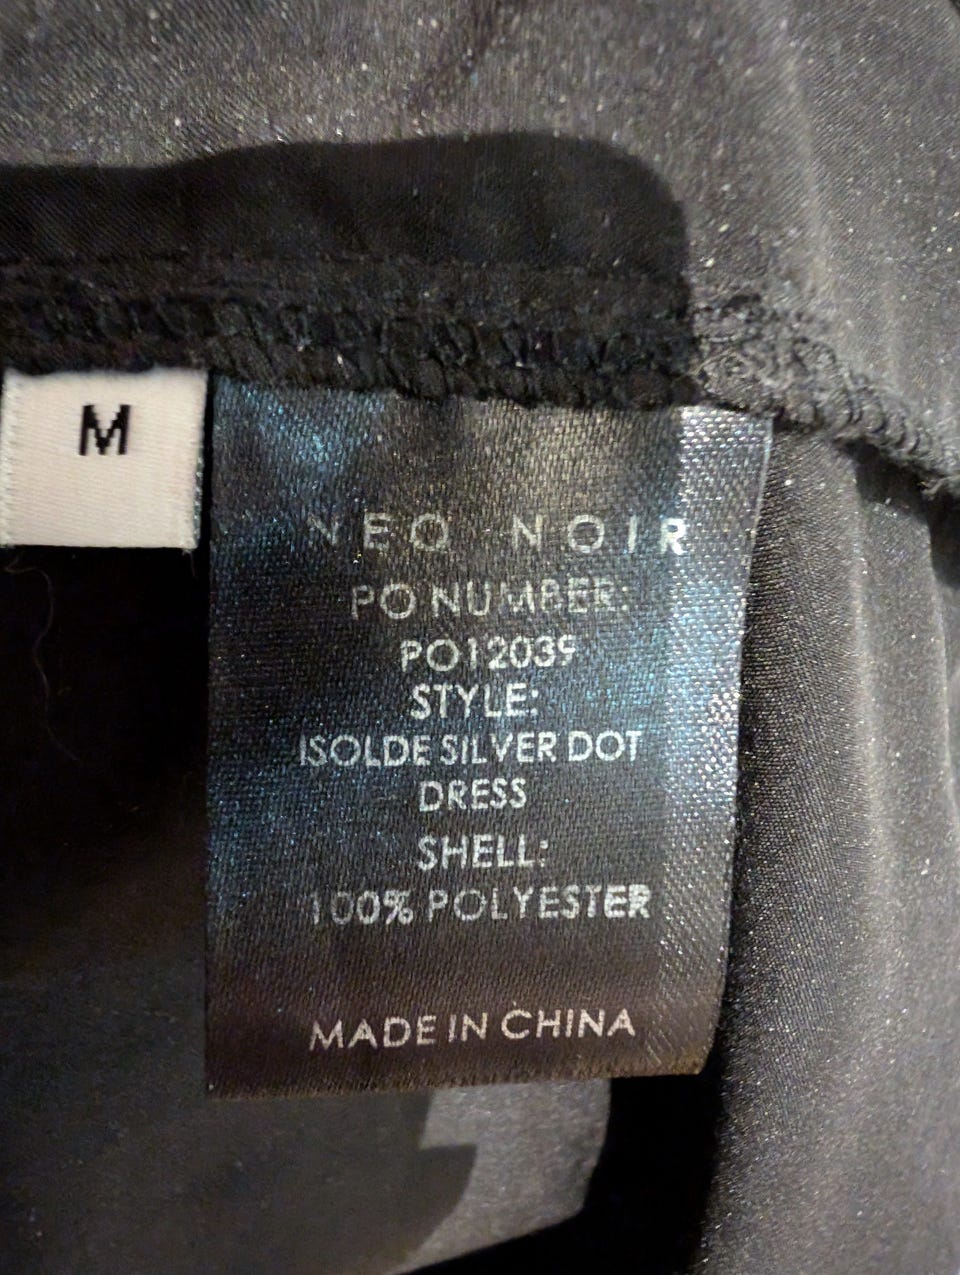 M
NEO NOIR
PO NUMBER:
PO12039
STYLE:
ISOLDE SILVER DOT
DRESS
SHELL:
100% POLYESTER
MADE IN CHINA